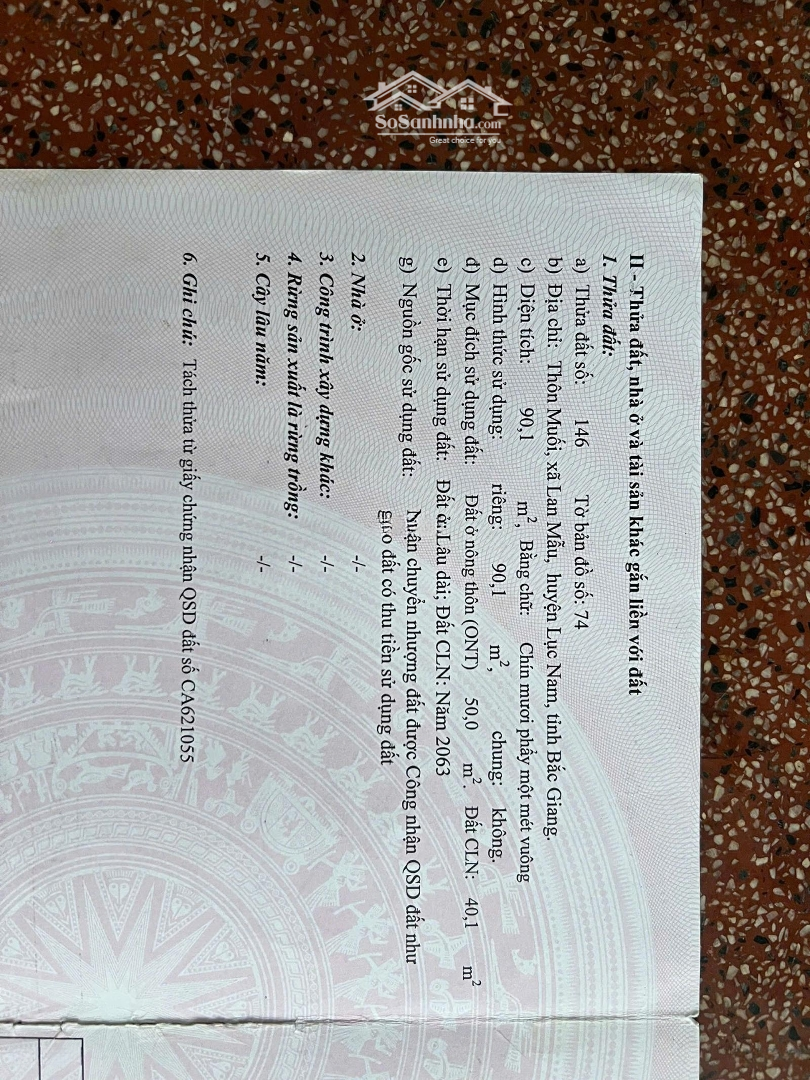 SoSanhnha.com
Great choice for you
II - Thửa đất, nhà ở và tài sản khác gắn liền với đất
1. Thửa đất:
a) Thửa đất số: 146 Tờ bản đồ số: 74
b) Địa chỉ: Thôn Muối, xã Lan Mẫu, huyện Lục Nam, tỉnh Bắc Giang.
c) Diện tích: 90,1 m², Bằng chữ: Chín mươi phẩy một mét vuông
d) Hình thức sử dụng: riêng: 90,1 m², chung: không.
đ) Mục đích sử dụng đất: Đất ở nông thôn (ONT) 50,0 m². Đất CLN: 40,1 m²
e) Thời hạn sử dụng đất: Đất ở: Lâu dài; Đất CLN: Năm 2063
g) Nguồn gốc sử dụng đất: Nhận chuyển nhượng đất được Công nhận QSD đất như
giao đất có thu tiền sử dụng đất
2. Nhà ở: -/-
3. Công trình xây dựng khác: -/-
4. Rừng sản xuất là rừng trồng: -/-
5. Cây lâu năm: -/-
6. Ghi chú: Tách thửa từ giấy chứng nhận QSD đất số CA621055